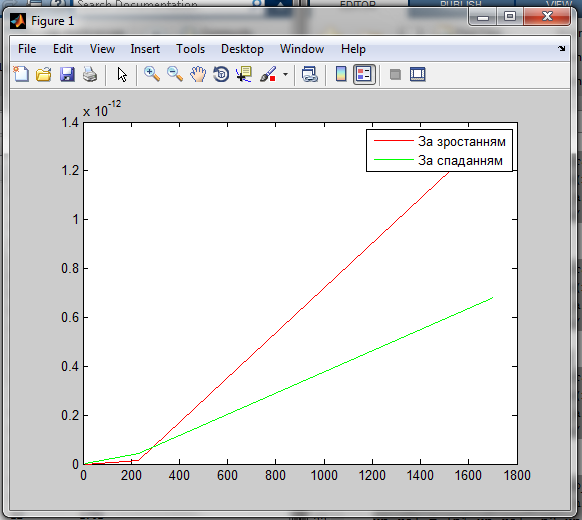 Search Documentation
EDITOR
PUBLISH
VIEW
Figure 1
File Edit View Insert Tools Desktop Window Help
x 10^-12
1.4
За зростанням
За спаданням
1.2
1
0.8
0.6
0.4
0.2
0
0 200 400 600 800 1000 1200 1400 1600 1800